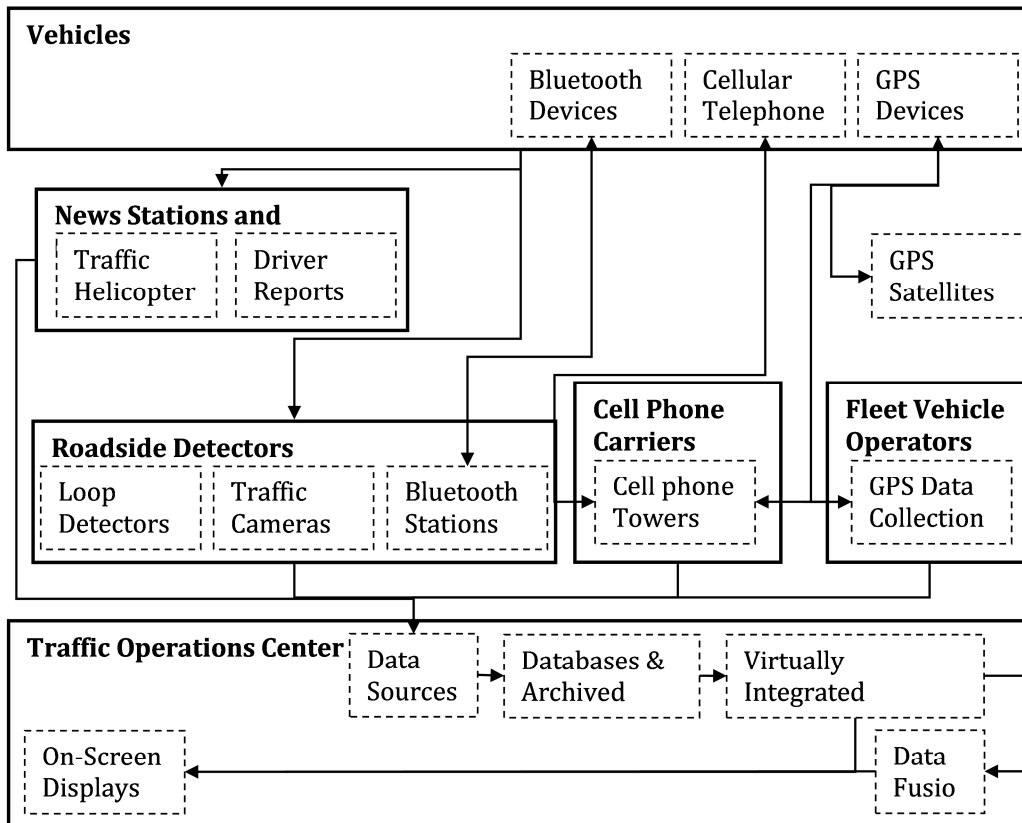 Vehicles
Bluetooth
Devices
Cellular
Telephone
GPS
Devices
News Stations and
Traffic
Helicopter
Driver
Reports
GPS
Satellites
Roadside Detectors
Loop
Detectors
Traffic
Cameras
Bluetooth
Stations
Cell Phone
Carriers
Cell phone
Towers
Fleet Vehicle
Operators
GPS Data
Collection
Traffic Operations Center
Data
Sources
Databases &
Archived
Virtually
Integrated
On-Screen
Displays
Data
Fusio